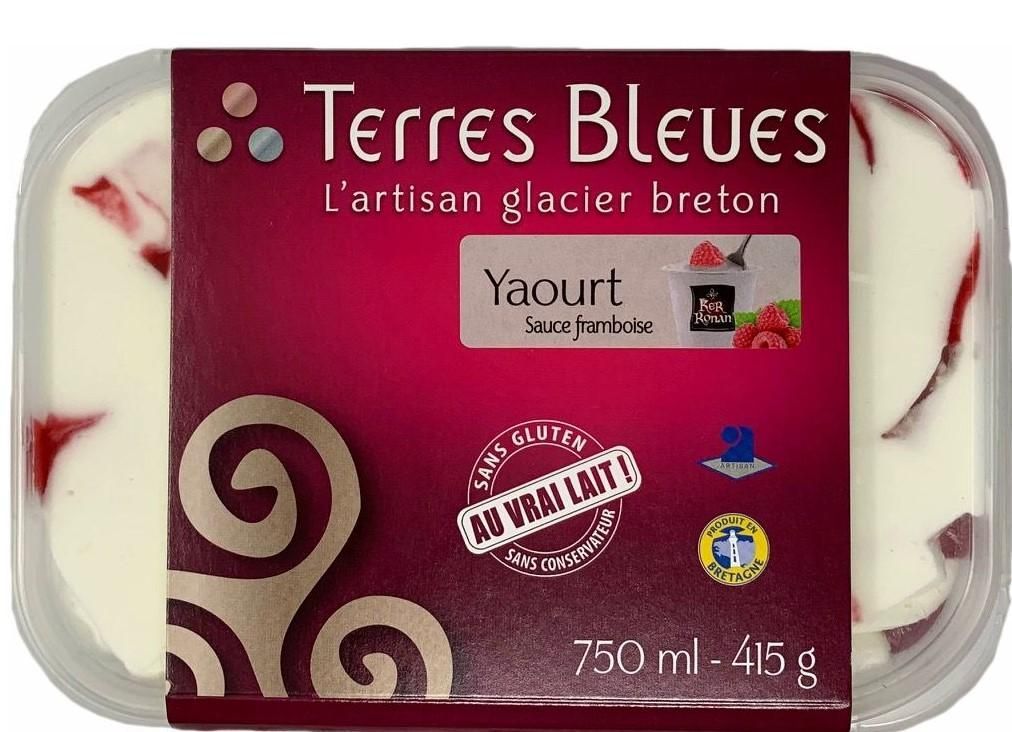 Terres Bleues
L'artisan glacier breton
Yaourt
Sauce framboise
Ker
Ronan
SANS GLUTEN
AU VRAI LAIT !
SANS CONSERVATEUR
ARTISAN
PRODUIT EN
BRETAGNE
750 ml - 415 g